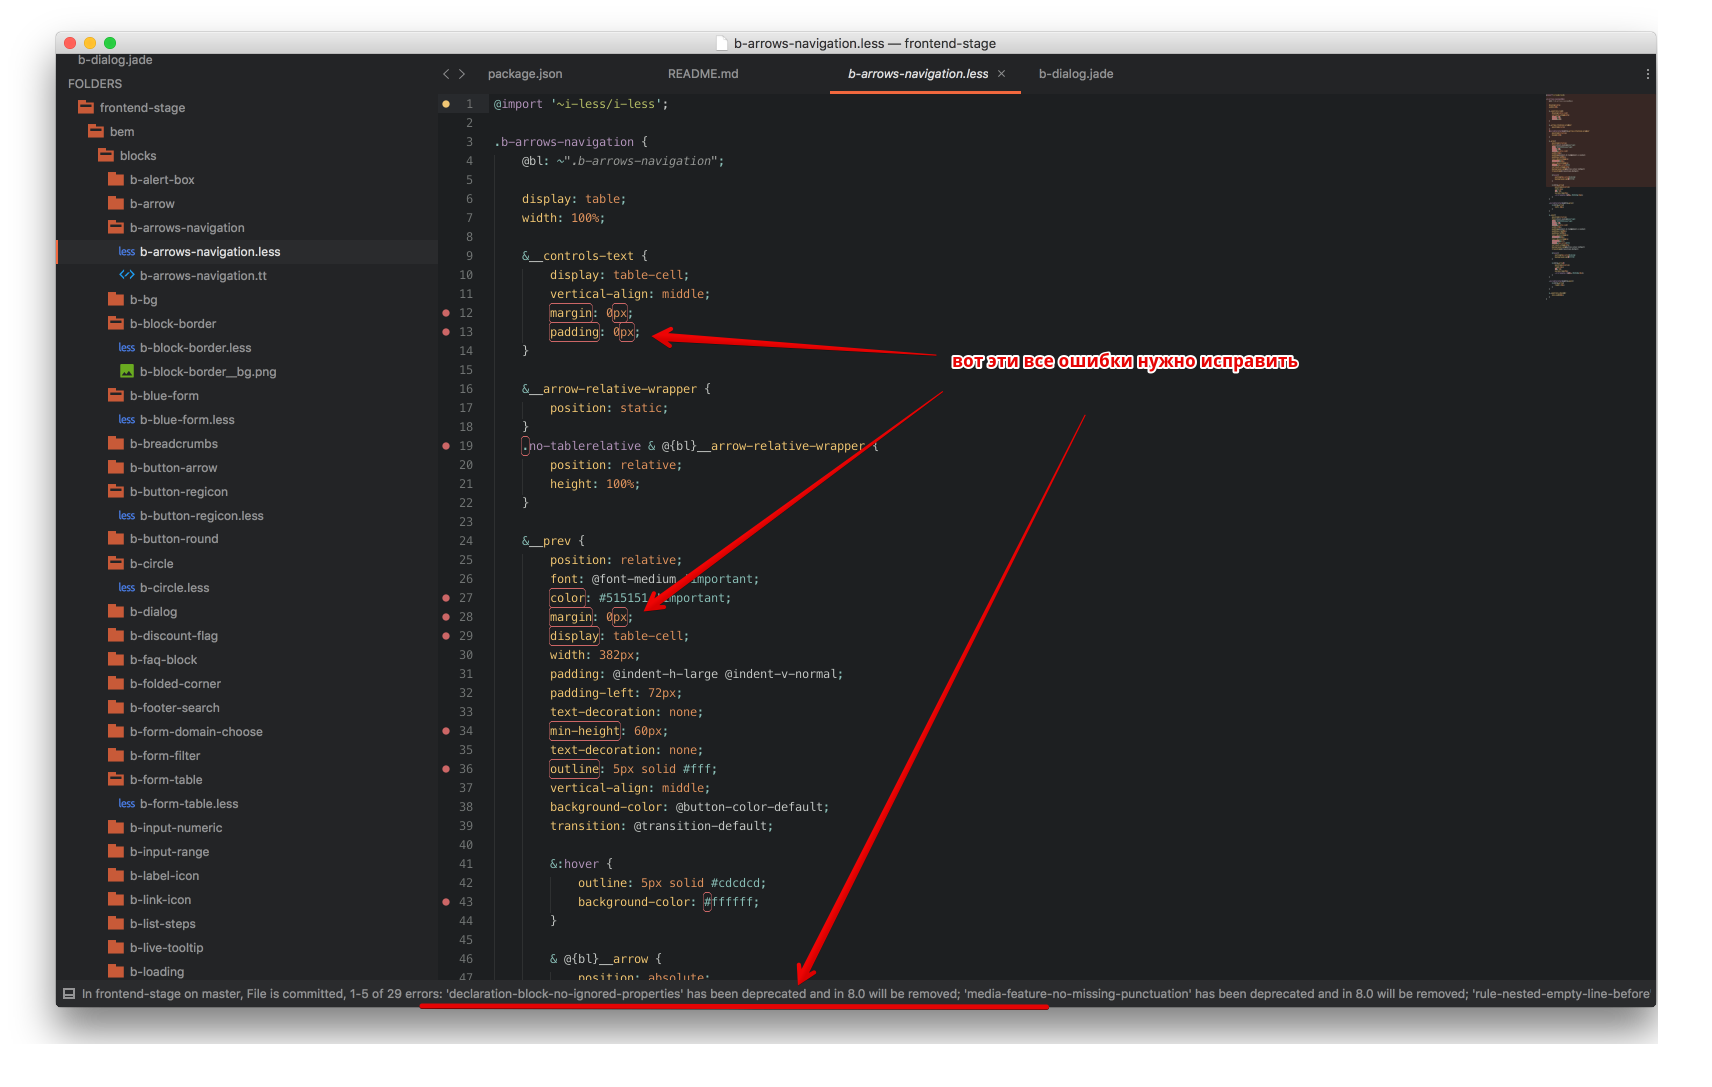 b-arrows-navigation.less — frontend-stage
b-dialog.jade
FOLDERS
frontend-stage
bem
blocks
b-alert-box
b-arrow
b-arrows-navigation
less b-arrows-navigation.less
b-arrows-navigation.tt
b-bg
b-block-border
less b-block-border.less
b-block-border__bg.png
b-blue-form
less b-blue-form.less
b-breadcrumbs
b-button-arrow
b-button-regicon
less b-button-regicon.less
b-button-round
b-circle
less b-circle.less
b-dialog
b-discount-flag
b-faq-block
b-folded-corner
b-footer-search
b-form-domain-choose
b-form-filter
b-form-table
less b-form-table.less
b-input-numeric
b-input-range
b-label-icon
b-link-icon
b-list-steps
b-live-tooltip
b-loading
package.json README.md b-arrows-navigation.less × b-dialog.jade
1 @import '~i-less/i-less';
2
3 .b-arrows-navigation {
4 @bl: ~".b-arrows-navigation";
5
6 display: table;
7 width: 100%;
8
9 &__controls-text {
10 display: table-cell;
11 vertical-align: middle;
12 margin: 0px;
13 padding: 0px;
14 }
15
16 &__arrow-relative-wrapper {
17 position: static;
18 }
19 .no-tablerelative & @{bl}__arrow-relative-wrapper {
20 position: relative;
21 height: 100%;
22 }
23
24 &__prev {
25 position: relative;
26 font: @font-medium !important;
27 color: #515151 !important;
28 margin: 0px;
29 display: table-cell;
30 width: 382px;
31 padding: @indent-h-large @indent-v-normal;
32 padding-left: 72px;
33 text-decoration: none;
34 min-height: 60px;
35 text-decoration: none;
36 outline: 5px solid #fff;
37 vertical-align: middle;
38 background-color: @button-color-default;
39 transition: @transition-default;
40
41 &:hover {
42 outline: 5px solid #cdcdcd;
43 background-color: #ffffff;
44 }
45
46 & @{bl}__arrow {
47 position: absolute;
вот эти все ошибки нужно исправить
In frontend-stage on master, File is committed, 1-5 of 29 errors: 'declaration-block-no-ignored-properties' has been deprecated and in 8.0 will be removed; 'media-feature-no-missing-punctuation' has been deprecated and in 8.0 will be removed; 'rule-nested-empty-line-before'